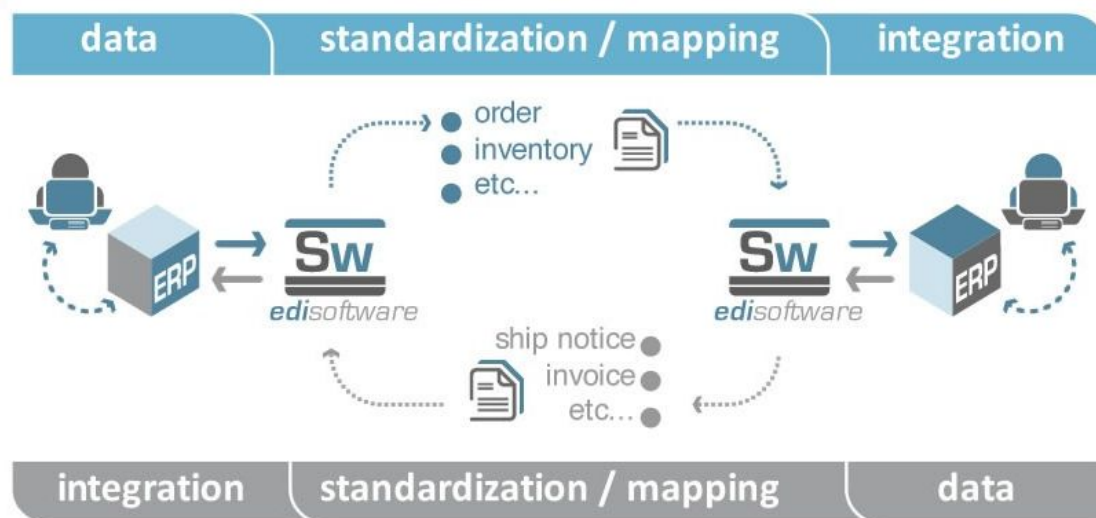 data
standardization / mapping
integration
order
inventory
etc...
ERP
Sw
edisoftware
Sw
edisoftware
ERP
ship notice
invoice
etc...
integration
standardization / mapping
data